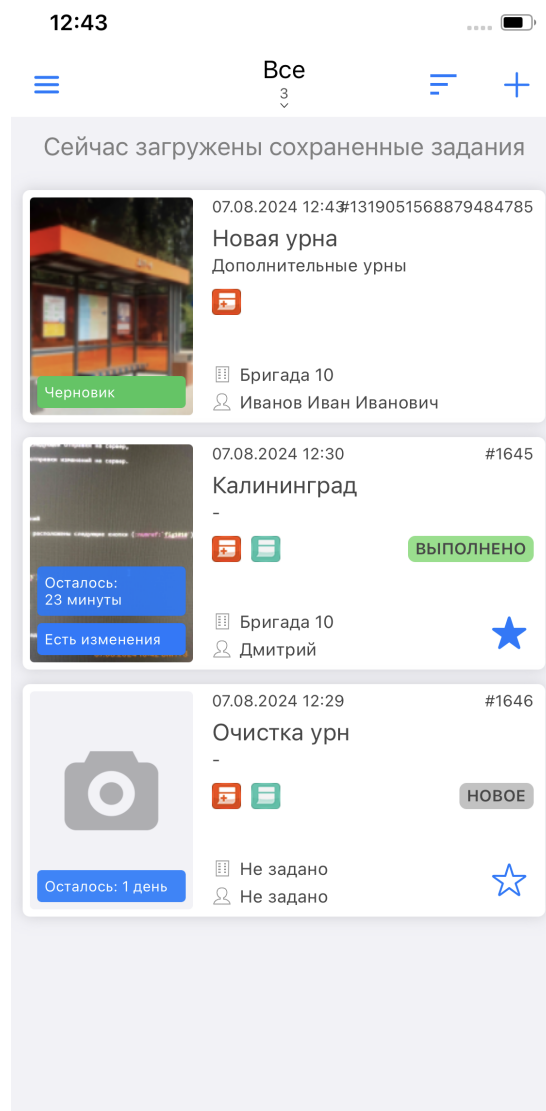 12:43
Все
3
Сейчас загружены сохраненные задания
07.08.2024 12:43 #1319051568879484785
Новая урна
Дополнительные урны
Черновик
Бригада 10
Иванов Иван Иванович
07.08.2024 12:30 #1645
Калининград
-
ВЫПОЛНЕНО
Осталось:
23 минуты
Есть изменения
Бригада 10
Дмитрий
07.08.2024 12:29 #1646
Очистка урн
-
НОВОЕ
Осталось: 1 день
Не задано
Не задано